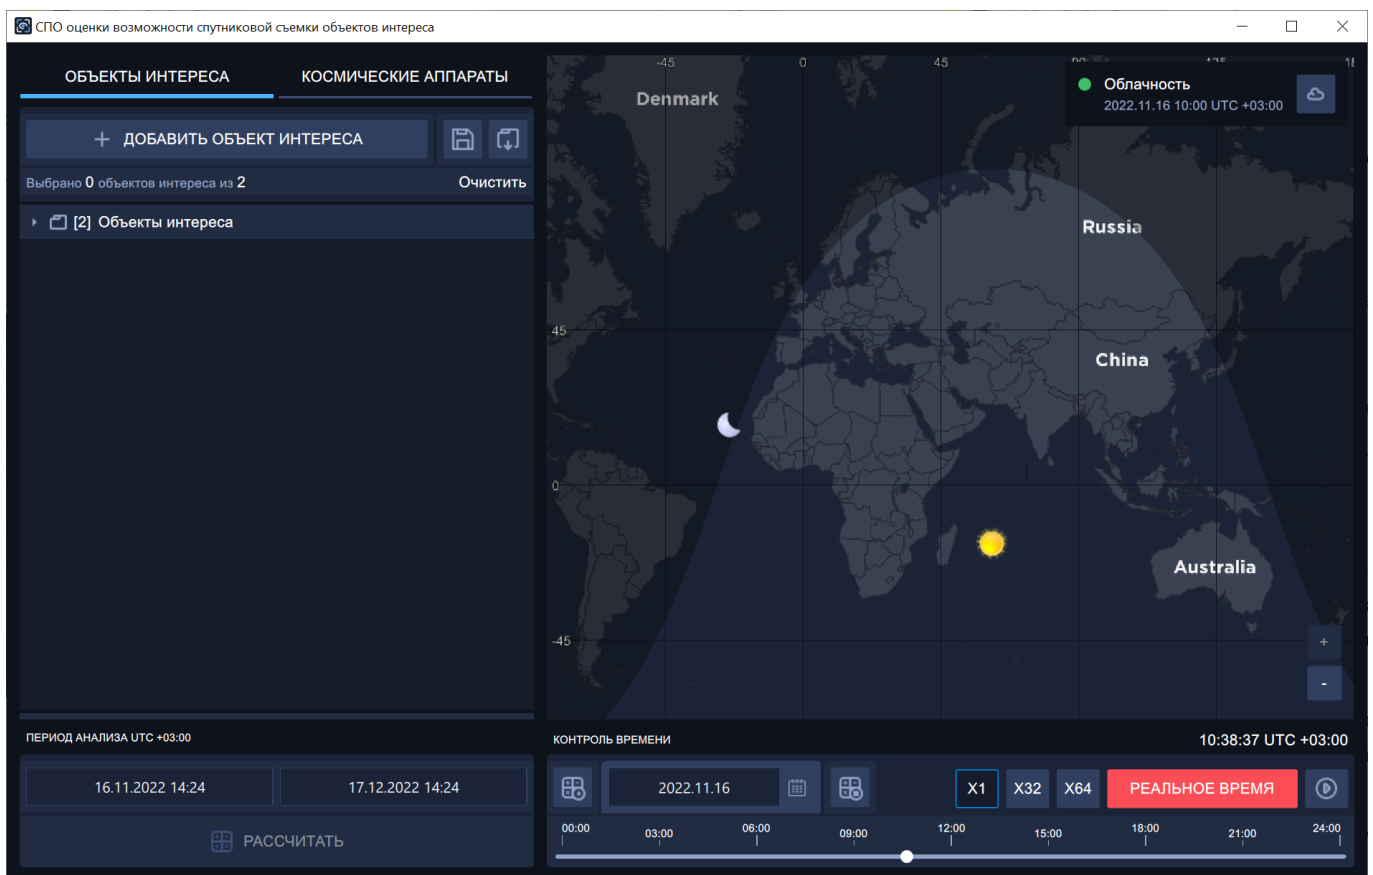 СПО оценки возможности спутниковой съемки объектов интереса
ОБЪЕКТЫ ИНТЕРЕСА КОСМИЧЕСКИЕ АППАРАТЫ
+ ДОБАВИТЬ ОБЪЕКТ ИНТЕРЕСА
Выбрано 0 объектов интереса из 2 Очистить
[2] Объекты интереса
-45 0 45
Denmark
Облачность
2022.11.16 10:00 UTC +03:00
Russia
45
China
0
Australia
-45
+
-
ПЕРИОД АНАЛИЗА UTC +03:00
16.11.2022 14:24 17.12.2022 14:24
РАССЧИТАТЬ
КОНТРОЛЬ ВРЕМЕНИ 10:38:37 UTC +03:00
2022.11.16 X1 X32 X64 РЕАЛЬНОЕ ВРЕМЯ
00:00 03:00 06:00 09:00 12:00 15:00 18:00 21:00 24:00